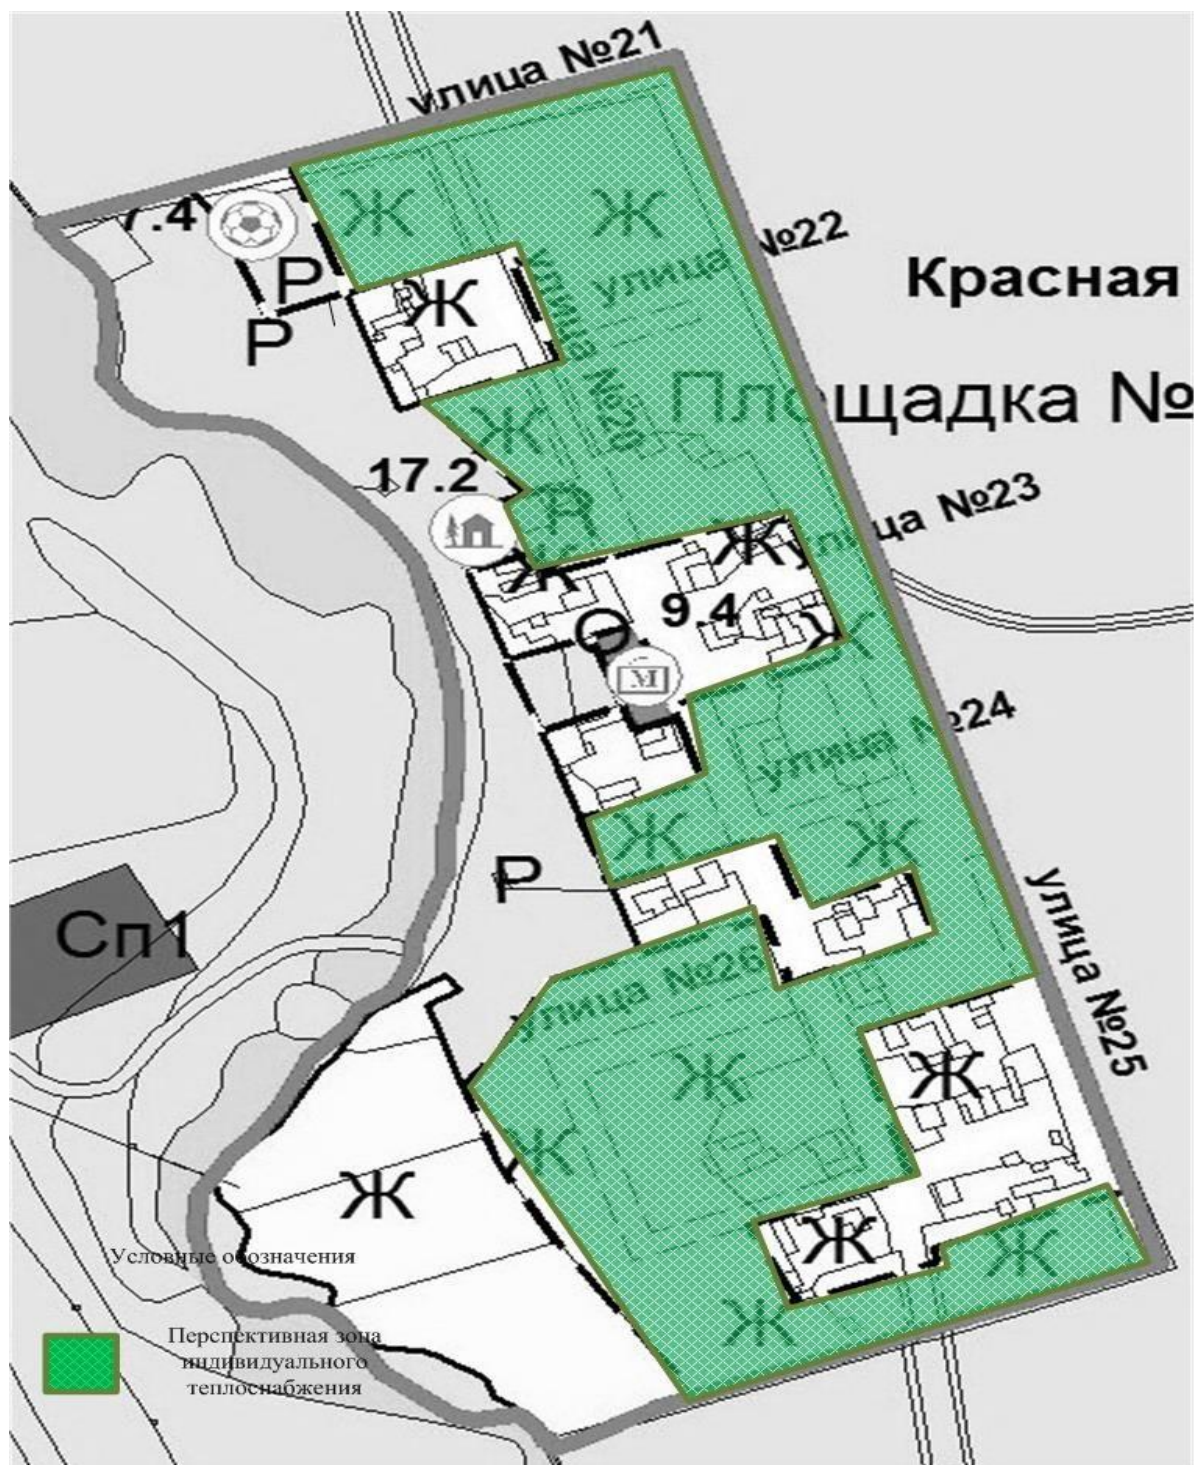 улица №21
7.4
Ж
Ж
№22
улица
Красная
Р
Ж
Р
улица №20
Площадка №
Ж
17.2
Ж
улица №23
Ж
Ж
9.4
О
Ж
М
улица №24
Ж
Ж
Р
Сп1
улица №25
улица №26
Ж
Ж
Ж
Ж
Ж
Ж
Ж
Условные обозначения
Перспективная зона
индивидуального
теплоснабжения